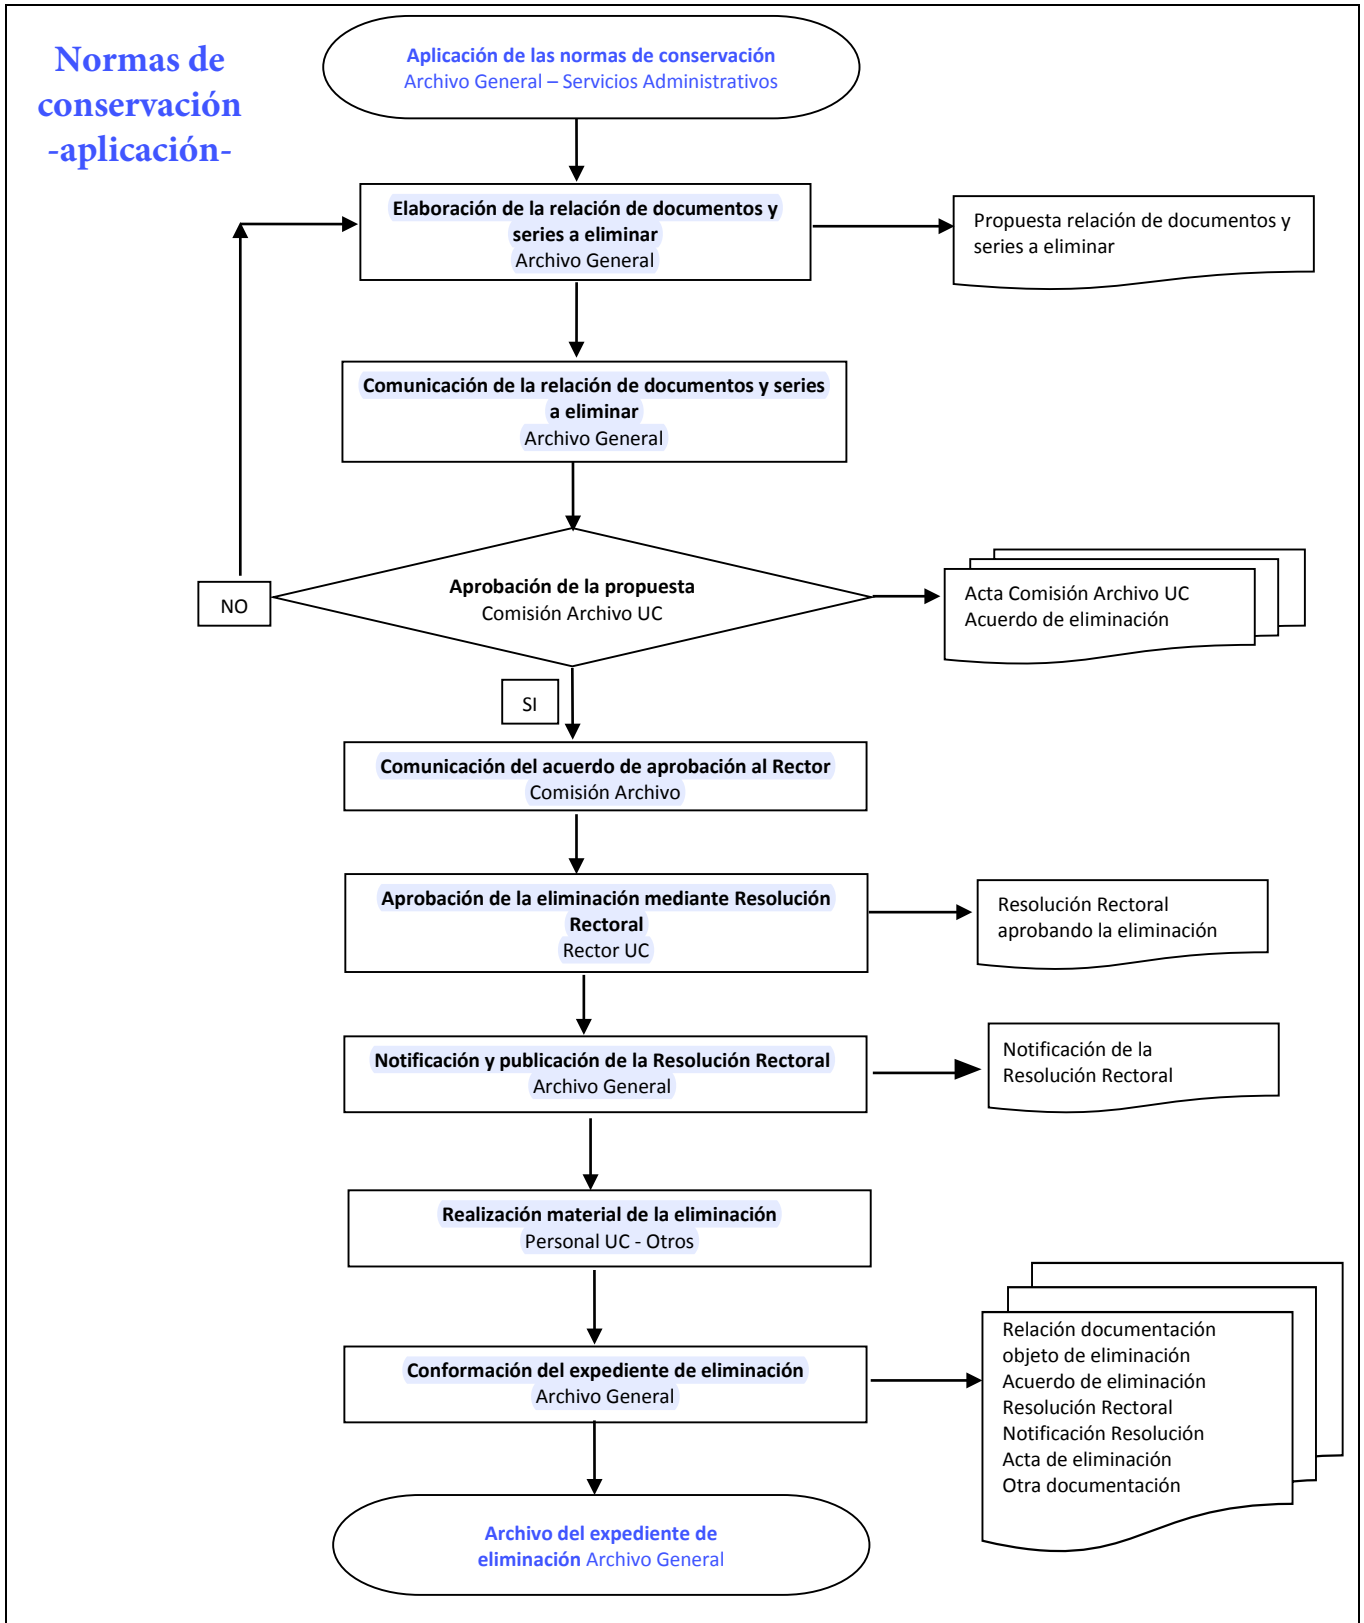 Normas de
conservación
-aplicación-
Aplicación de las normas de conservación
Archivo General – Servicios Administrativos
Elaboración de la relación de documentos y
series a eliminar
Archivo General
Propuesta relación de documentos y
series a eliminar
Comunicación de la relación de documentos y series
a eliminar
Archivo General
Aprobación de la propuesta
Comisión Archivo UC
NO
Acta Comisión Archivo UC
Acuerdo de eliminación
SI
Comunicación del acuerdo de aprobación al Rector
Comisión Archivo
Aprobación de la eliminación mediante Resolución
Rectoral
Rector UC
Resolución Rectoral
aprobando la eliminación
Notificación y publicación de la Resolución Rectoral
Archivo General
Notificación de la
Resolución Rectoral
Realización material de la eliminación
Personal UC - Otros
Conformación del expediente de eliminación
Archivo General
Relación documentación
objeto de eliminación
Acuerdo de eliminación
Resolución Rectoral
Notificación Resolución
Acta de eliminación
Otra documentación
Archivo del expediente de
eliminación Archivo General